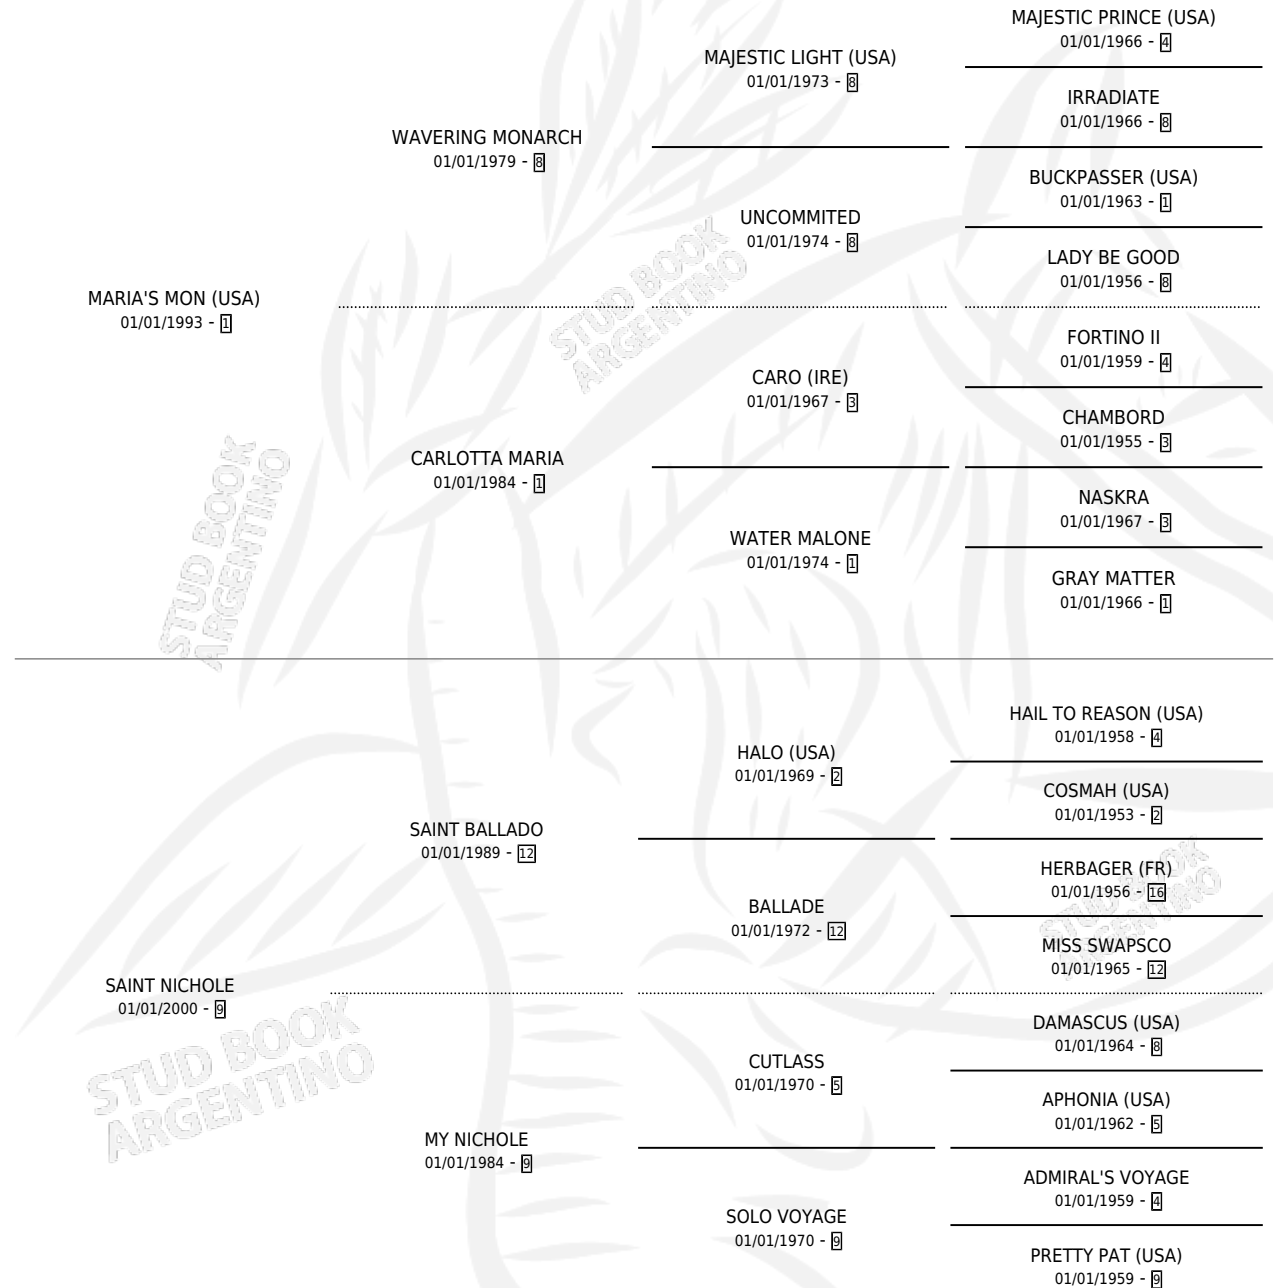 MAJESTIC PRINCE (USA)
01/01/1966 - 4
MAJESTIC LIGHT (USA)
01/01/1973 - 8
IRRADIATE
01/01/1966 - 8
WAVERING MONARCH
01/01/1979 - 8
BUCKPASSER (USA)
01/01/1963 - 1
UNCOMMITED
01/01/1974 - 8
LADY BE GOOD
01/01/1956 - 8
MARIA'S MON (USA)
01/01/1993 - 1
FORTINO II
01/01/1959 - 4
CARO (IRE)
01/01/1967 - 3
CHAMBORD
01/01/1955 - 3
CARLOTTA MARIA
01/01/1984 - 1
NASKRA
01/01/1967 - 3
WATER MALONE
01/01/1974 - 1
GRAY MATTER
01/01/1966 - 1
HAIL TO REASON (USA)
01/01/1958 - 4
HALO (USA)
01/01/1969 - 2
COSMAH (USA)
01/01/1953 - 2
SAINT BALLADO
01/01/1989 - 12
HERBAGER (FR)
01/01/1956 - 16
BALLADE
01/01/1972 - 12
MISS SWAPSCO
01/01/1965 - 12
SAINT NICHOLE
01/01/2000 - 9
DAMASCUS (USA)
01/01/1964 - 8
CUTLASS
01/01/1970 - 5
APHONIA (USA)
01/01/1962 - 5
MY NICHOLE
01/01/1984 - 9
ADMIRAL'S VOYAGE
01/01/1959 - 4
SOLO VOYAGE
01/01/1970 - 9
PRETTY PAT (USA)
01/01/1959 - 9
STUD BOOK
ARGENTINO
STUD BOOK
ARGENTINO
STUD BOOK
ARGENTINO
STUD BOOK
ARGENTINO